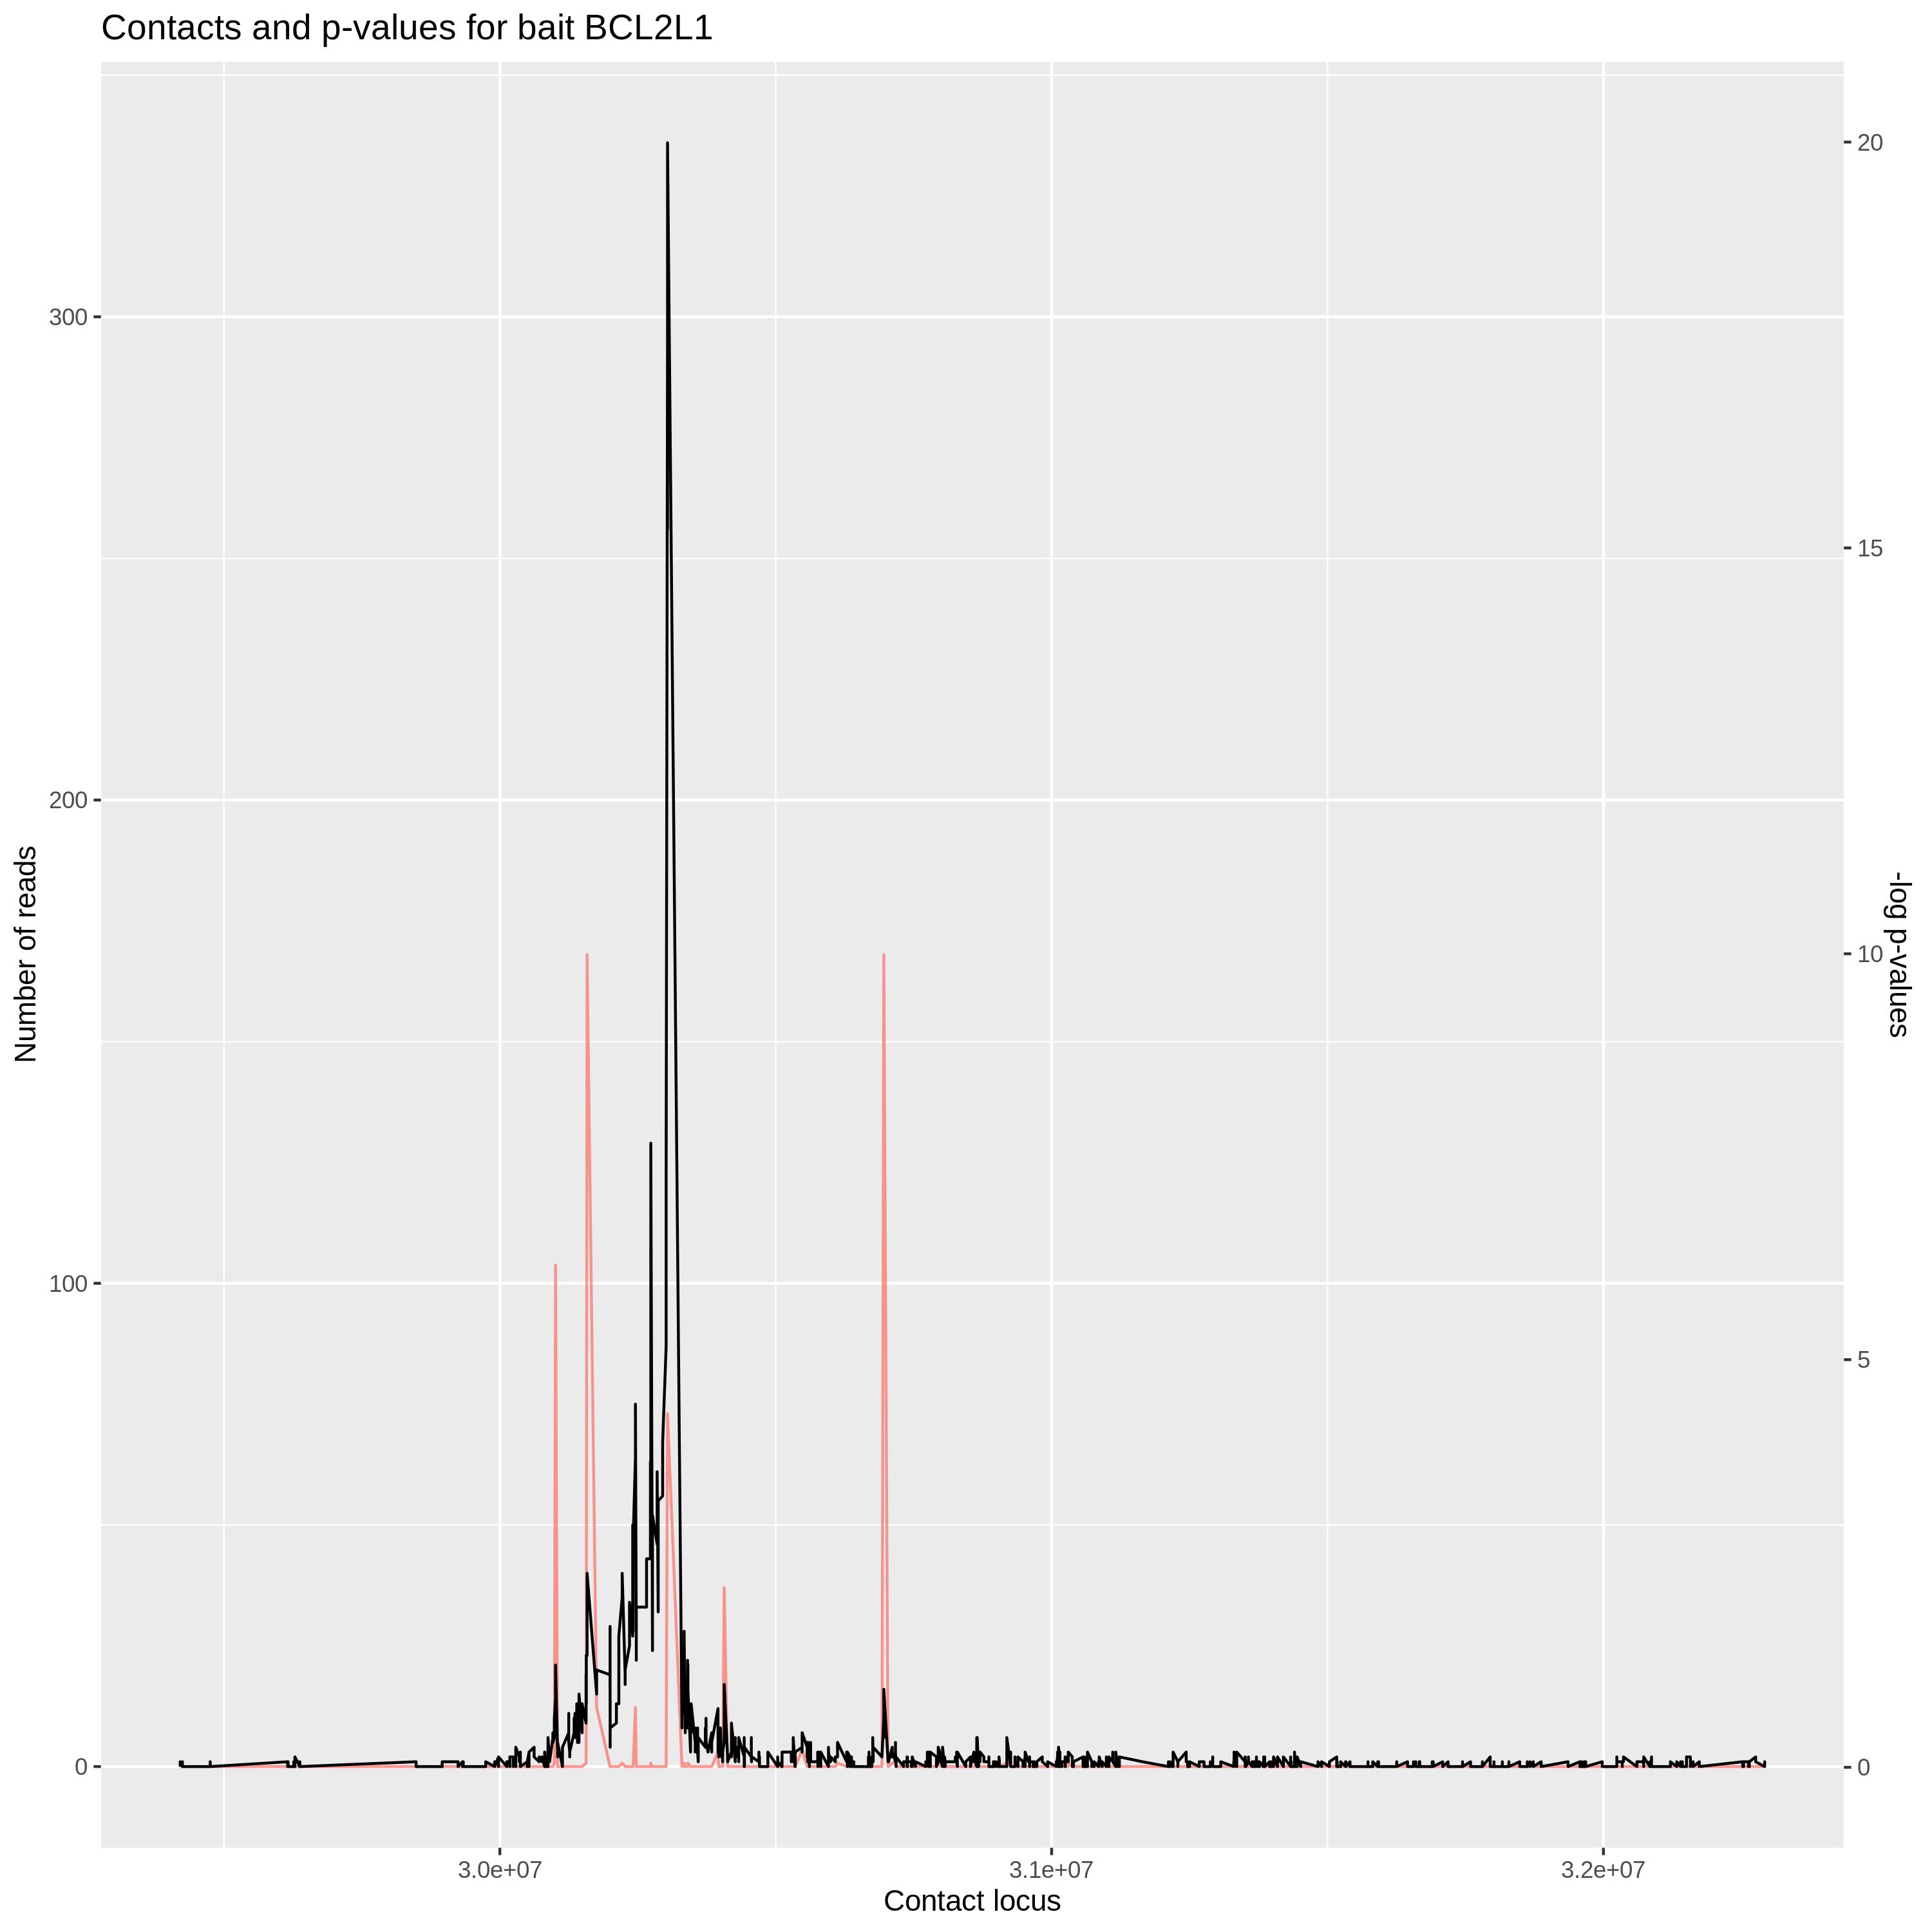 Contacts and p-values for bait BCL2L1
Number of reads
300
200
100
0
20
15
10
5
0
-log p-values
3.0e+07
3.1e+07
3.2e+07
Contact locus